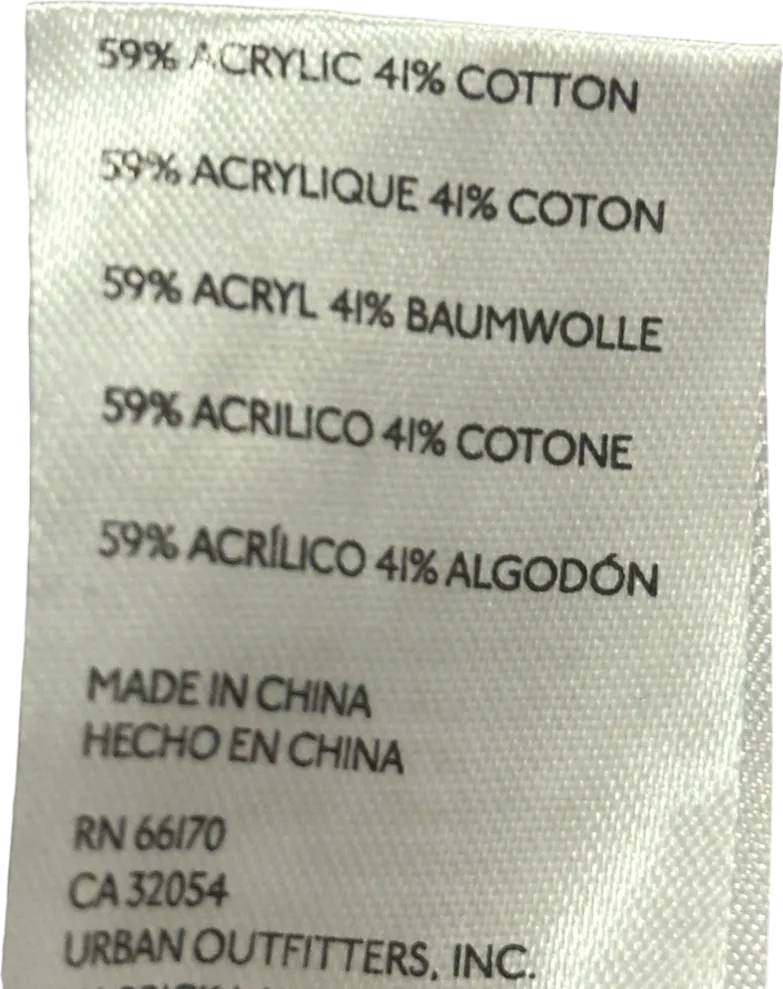 59% ACRYLIC 41% COTTON
59% ACRYLIQUE 41% COTON
59% ACRYL 41% BAUMWOLLE
59% ACRILICO 41% COTONE
59% ACRÍLICO 41% ALGODÓN
MADE IN CHINA
HECHO EN CHINA
RN 66170
CA 32054
URBAN OUTFITTERS, INC.